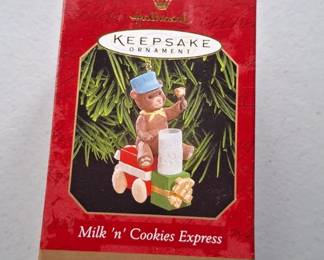 Hallmark
KEEPSAKE
ORNAMENT
Milk 'n' Cookies Express